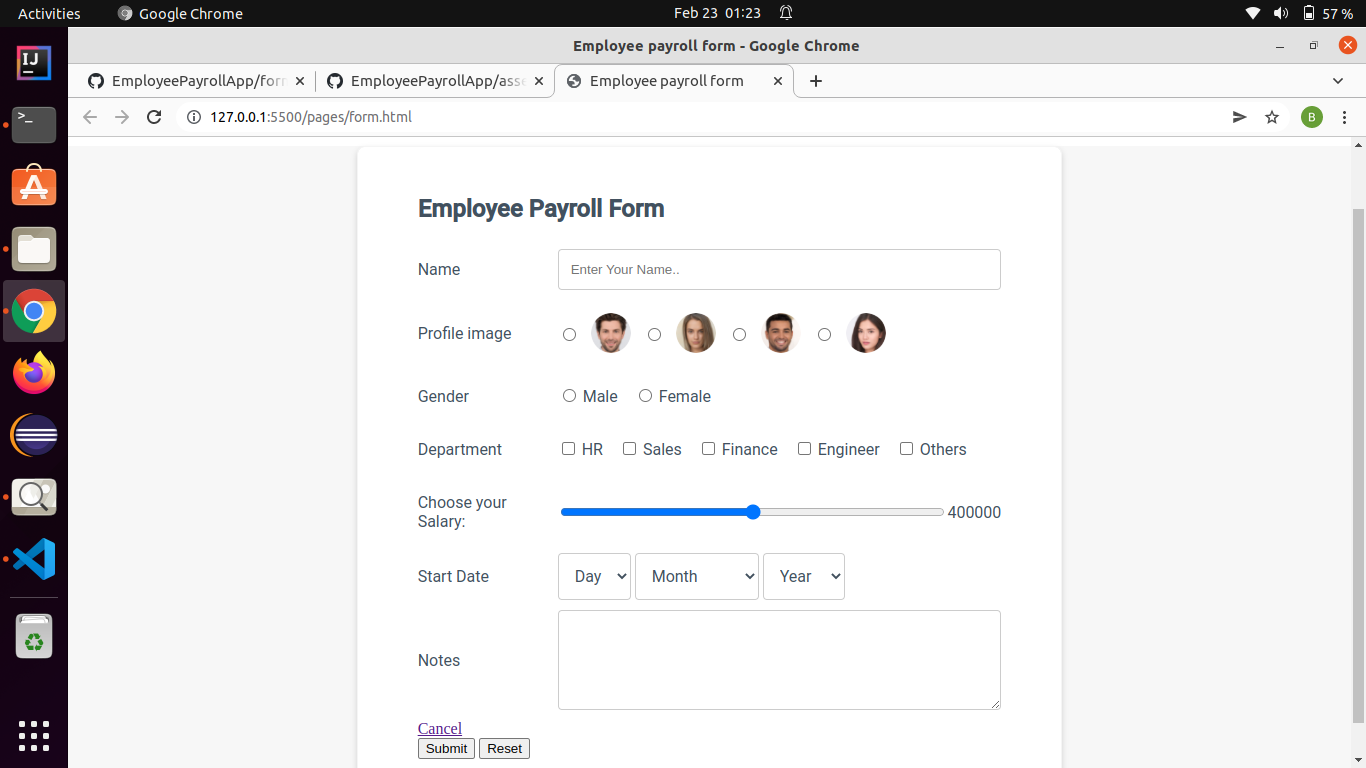 Activities Google Chrome Feb 23 01:23 57 %
Employee payroll form - Google Chrome
EmployeePayrollApp/for EmployeePayrollApp/asse Employee payroll form
127.0.0.1:5500/pages/form.html B
Employee Payroll Form
Name Enter Your Name..
Profile image
Gender Male Female
Department HR Sales Finance Engineer Others
Choose your
Salary: 400000
Start Date Day Month Year
Notes
Cancel
Submit Reset
IJ
>_